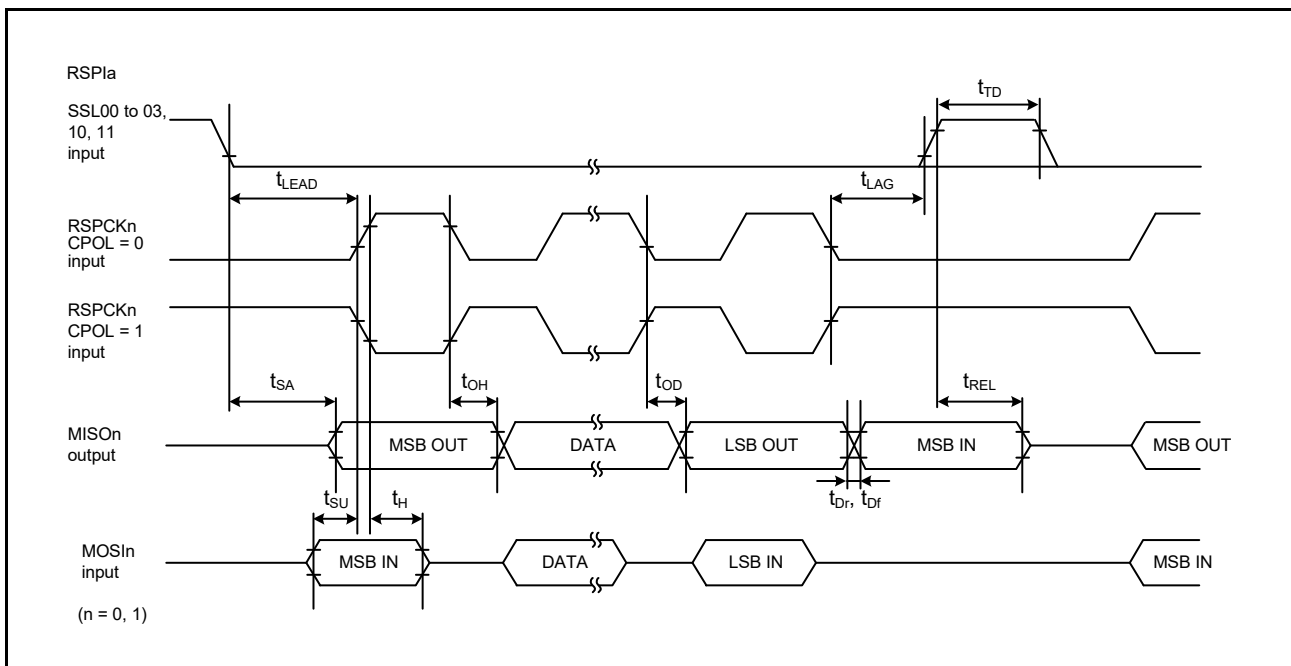 RSPIa
SSL00 to 03,
10, 11
input
tTD
tLEAD
tLAG
RSPCKn
CPOL = 0
input
RSPCKn
CPOL = 1
input
tSA
tOH
tOD
tREL
MISOn
output
MSB OUT
DATA
LSB OUT
MSB IN
MSB OUT
tSU
tH
tDr, tDf
MOSIn
input
MSB IN
DATA
LSB IN
MSB IN
(n = 0, 1)